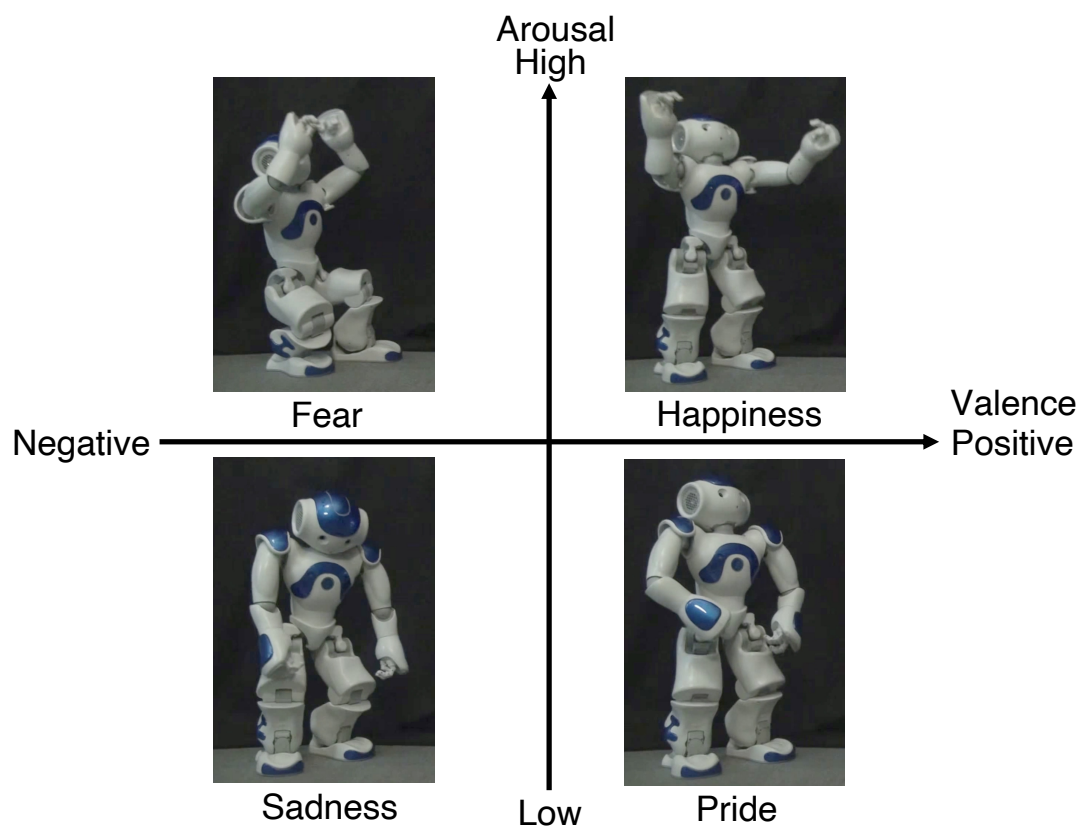 Arousal
High
Fear
Happiness
Negative
Valence
Positive
Sadness
Low
Pride